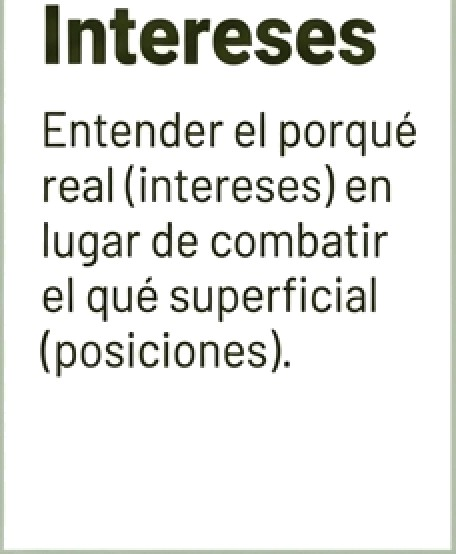 Intereses
Entender el porqué
real (intereses) en
lugar de combatir
el qué superficial
(posiciones).